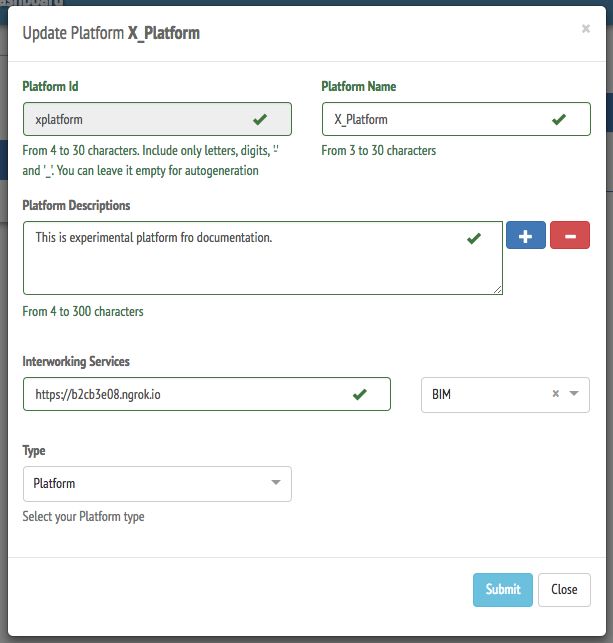 Update Platform X_Platform
×
Platform Id
Platform Name
xplatform
X_Platform
From 4 to 30 characters. Include only letters, digits, '-'
and '_'. You can leave it empty for autogeneration
From 3 to 30 characters
Platform Descriptions
This is experimental platform fro documentation.
From 4 to 300 characters
Interworking Services
https://b2cb3e08.ngrok.io
BIM
×
Type
Platform
Select your Platform type
Submit
Close